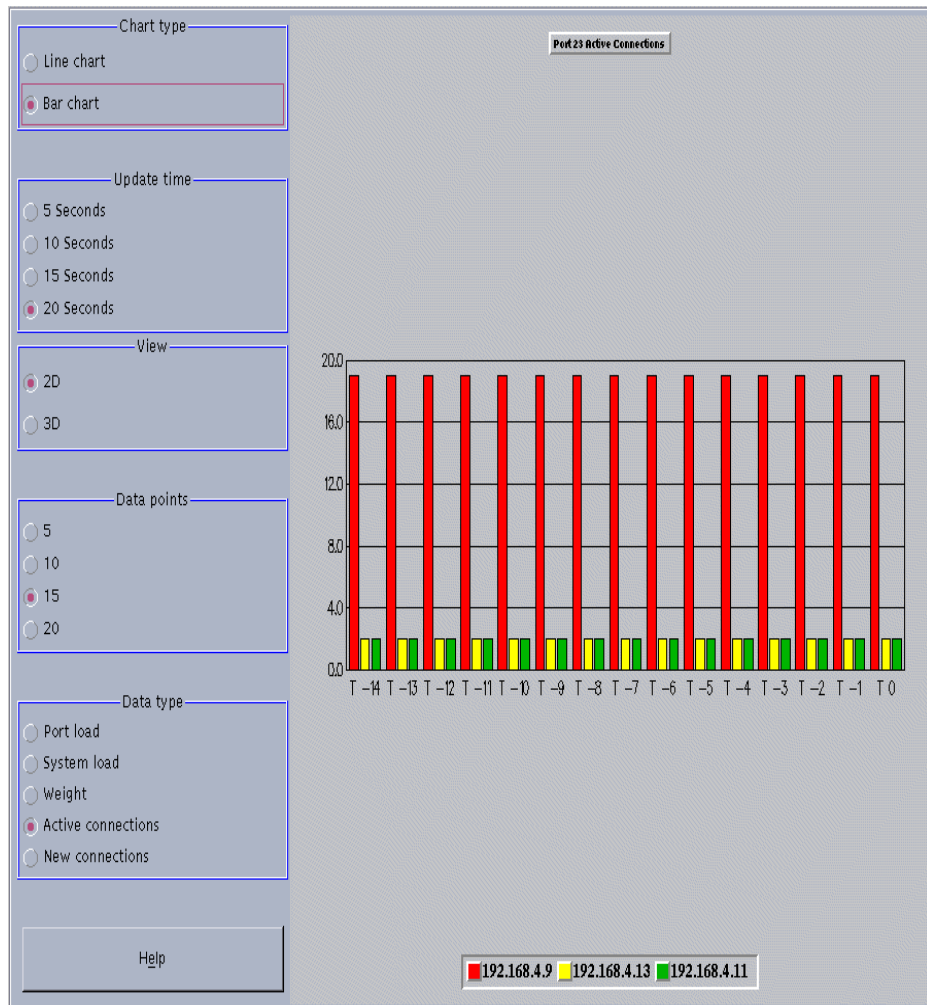 Chart type
Line chart
Bar chart
Update time
5 Seconds
10 Seconds
15 Seconds
20 Seconds
View
2D
3D
Data points
5
10
15
20
Data type
Port load
System load
Weight
Active connections
New connections
Help
Port 23 Active Connections
20.0
16.0
12.0
8.0
4.0
0.0
T -14 T -13 T -12 T -11 T -10 T -9 T -8 T -7 T -6 T -5 T -4 T -3 T -2 T -1 T 0
192.168.4.9 192.168.4.13 192.168.4.11